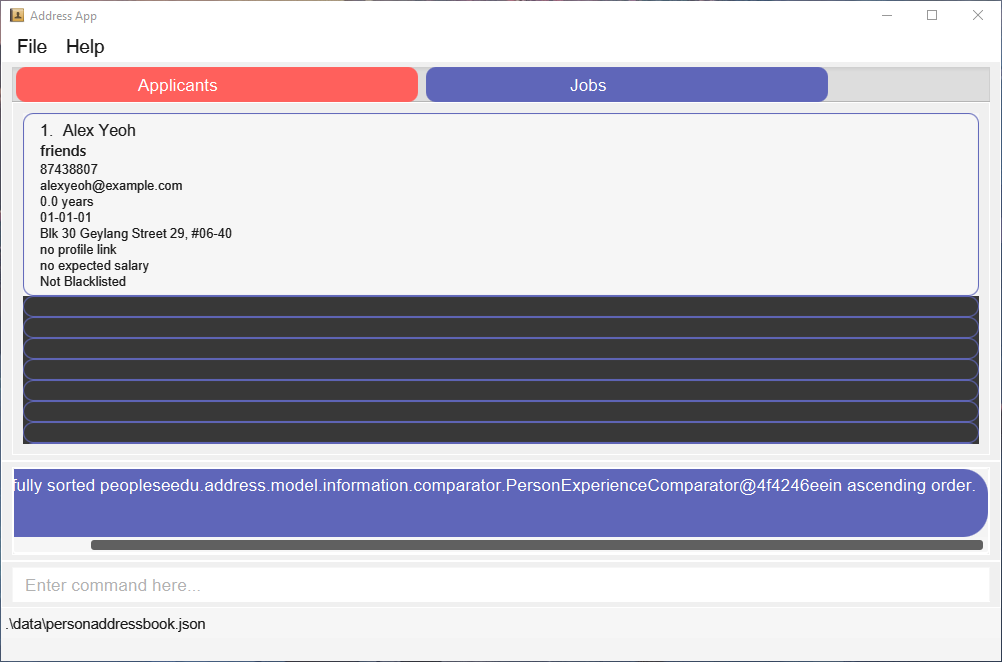 Address App
File Help
Applicants Jobs
1. Alex Yeoh
friends
87438807
alexyeoh@example.com
0.0 years
01-01-01
Blk 30 Geylang Street 29, #06-40
no profile link
no expected salary
Not Blacklisted
fully sorted peopleseedu.address.model.information.comparator.PersonExperienceComparator@4f4246eein ascending order.
Enter command here...
.\data\personaddressbook.json